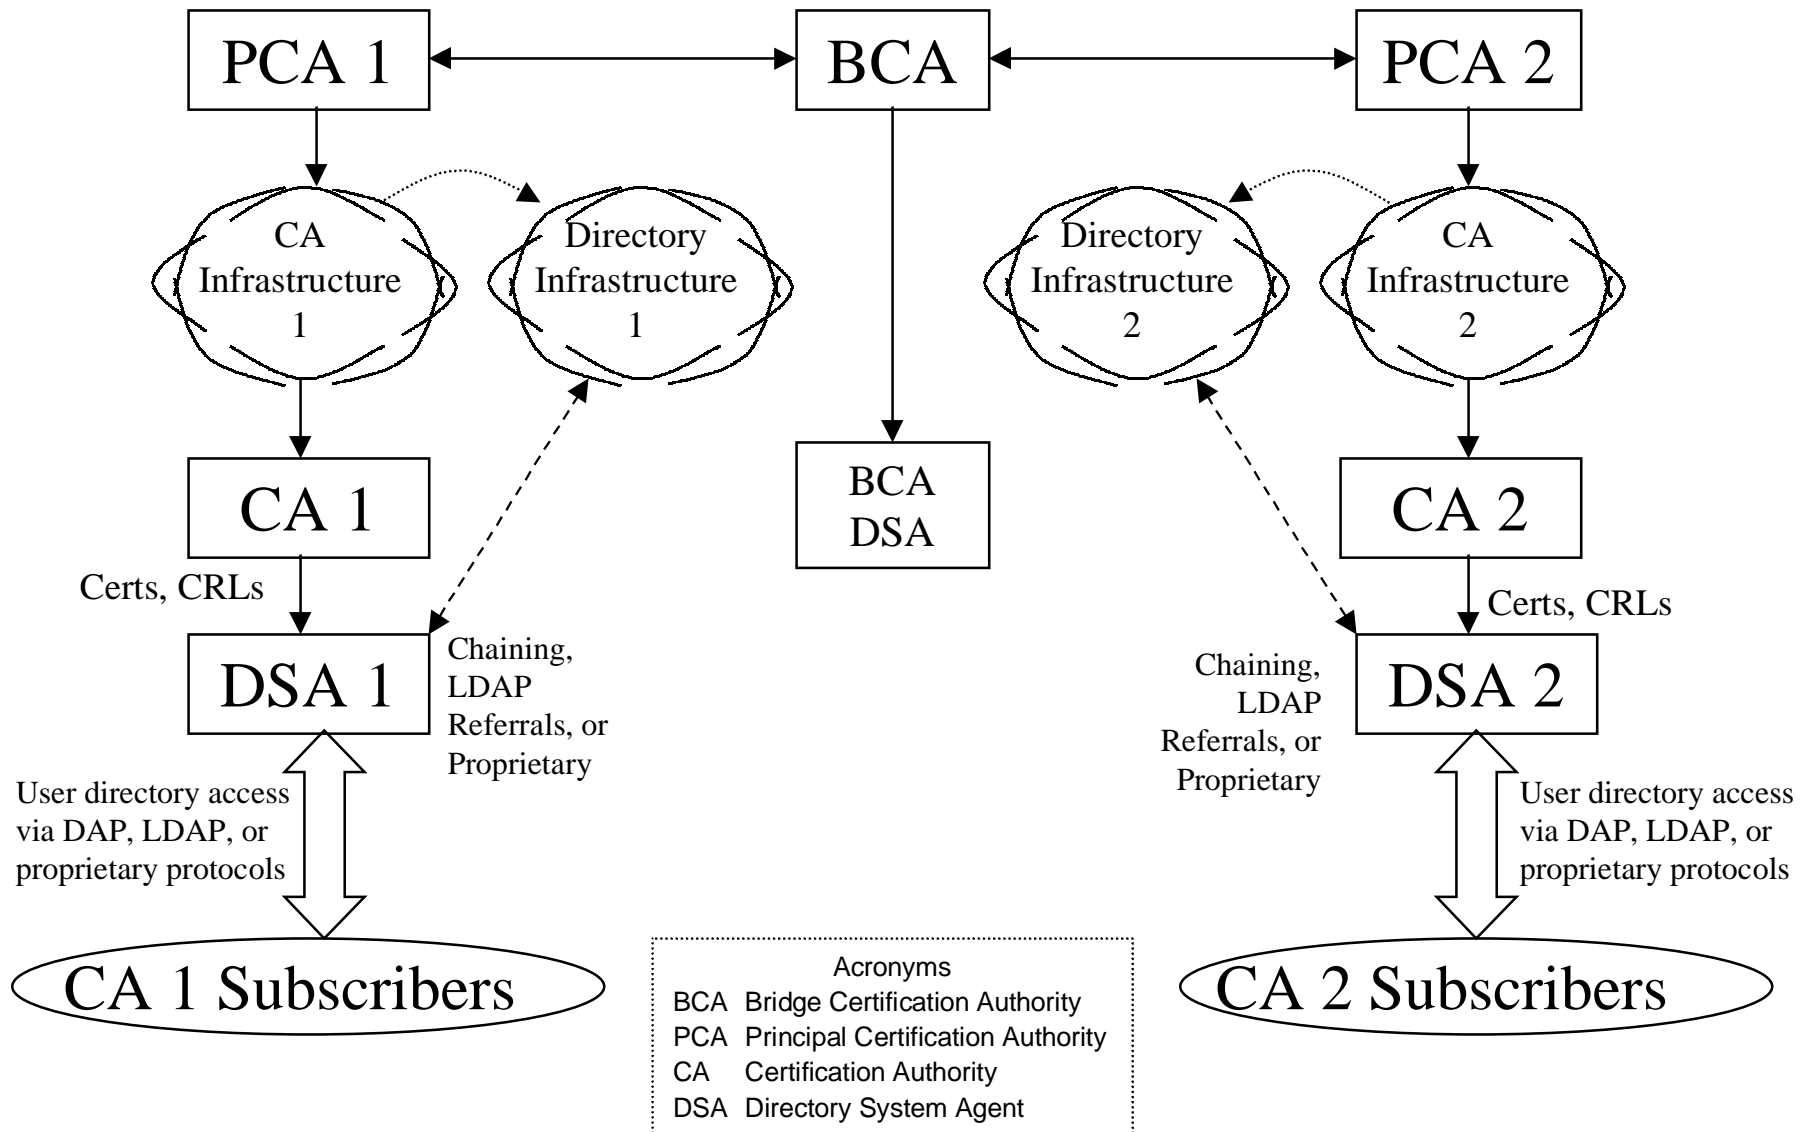 PCA 1
BCA
PCA 2
CA
Infrastructure
1
Directory
Infrastructure
1
Directory
Infrastructure
2
CA
Infrastructure
2
CA 1
BCA
DSA
CA 2
Certs, CRLs
Certs, CRLs
DSA 1
Chaining,
LDAP
Referrals, or
Proprietary
Chaining,
LDAP
Referrals, or
Proprietary
DSA 2
User directory access
via DAP, LDAP, or
proprietary protocols
User directory access
via DAP, LDAP, or
proprietary protocols
CA 1 Subscribers
CA 2 Subscribers
Acronyms
BCA Bridge Certification Authority
PCA Principal Certification Authority
CA Certification Authority
DSA Directory System Agent